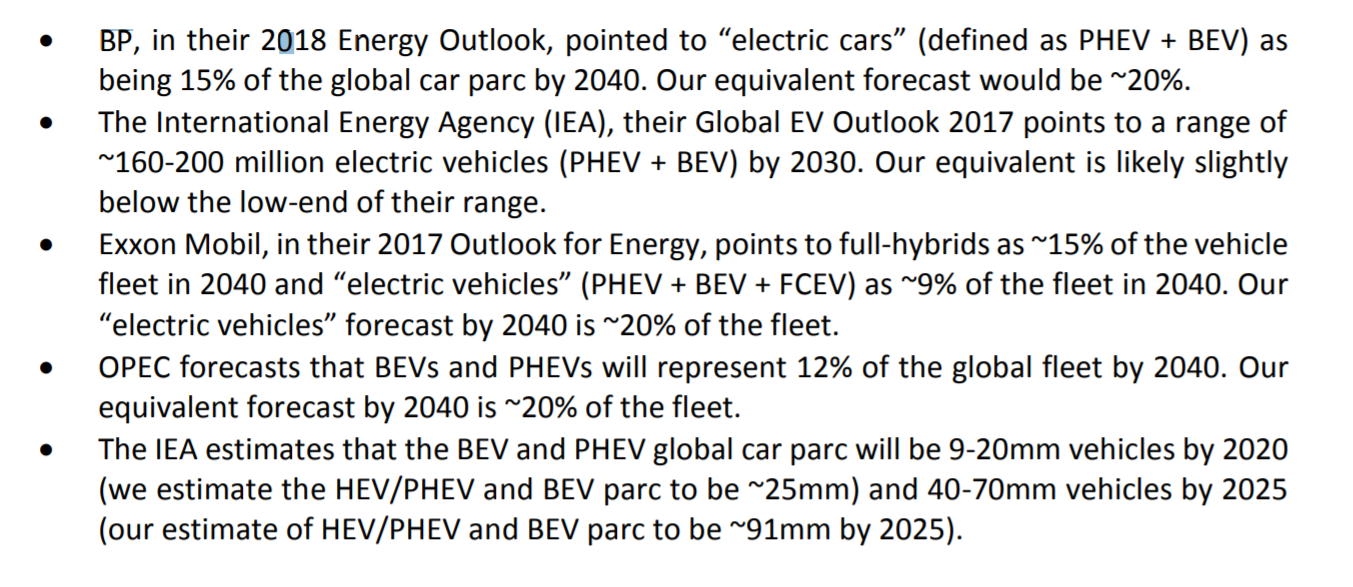 • BP, in their 2018 Energy Outlook, pointed to “electric cars” (defined as PHEV + BEV) as
being 15% of the global car parc by 2040. Our equivalent forecast would be ~20%.
• The International Energy Agency (IEA), their Global EV Outlook 2017 points to a range of
~160-200 million electric vehicles (PHEV + BEV) by 2030. Our equivalent is likely slightly
below the low-end of their range.
• Exxon Mobil, in their 2017 Outlook for Energy, points to full-hybrids as ~15% of the vehicle
fleet in 2040 and “electric vehicles” (PHEV + BEV + FCEV) as ~9% of the fleet in 2040. Our
“electric vehicles” forecast by 2040 is ~20% of the fleet.
• OPEC forecasts that BEVs and PHEVs will represent 12% of the global fleet by 2040. Our
equivalent forecast by 2040 is ~20% of the fleet.
• The IEA estimates that the BEV and PHEV global car parc will be 9-20mm vehicles by 2020
(we estimate the HEV/PHEV and BEV parc to be ~25mm) and 40-70mm vehicles by 2025
(our estimate of HEV/PHEV and BEV parc to be ~91mm by 2025).